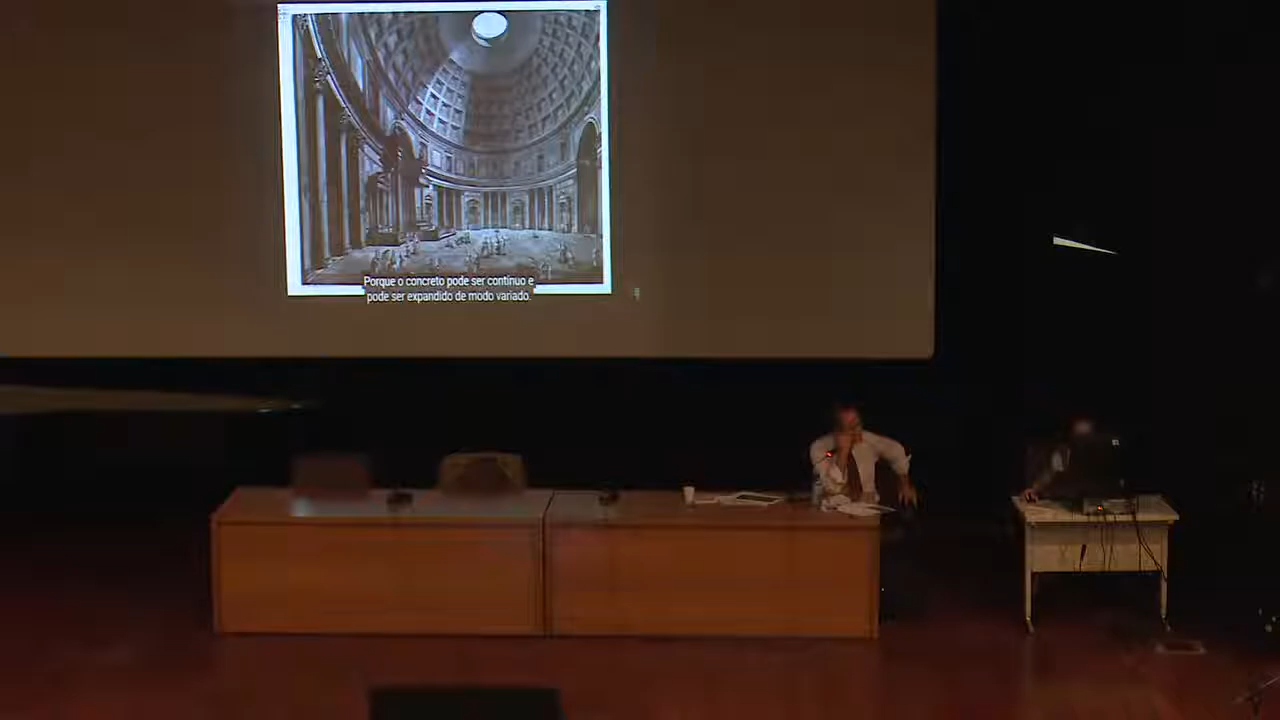 Porque o concreto pode ser contínuo e
pode ser expandido de modo variado.